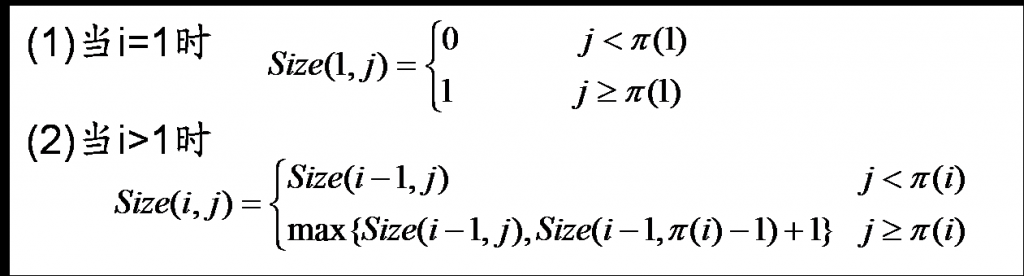 (1)当i=1时
Size(1, j) = { 0 j < π(1)
1 j ≥ π(1)
(2)当i>1时
Size(i, j) = { Size(i−1, j) j < π(i)
max{Size(i−1, j), Size(i−1, π(i)−1)+1} j ≥ π(i)